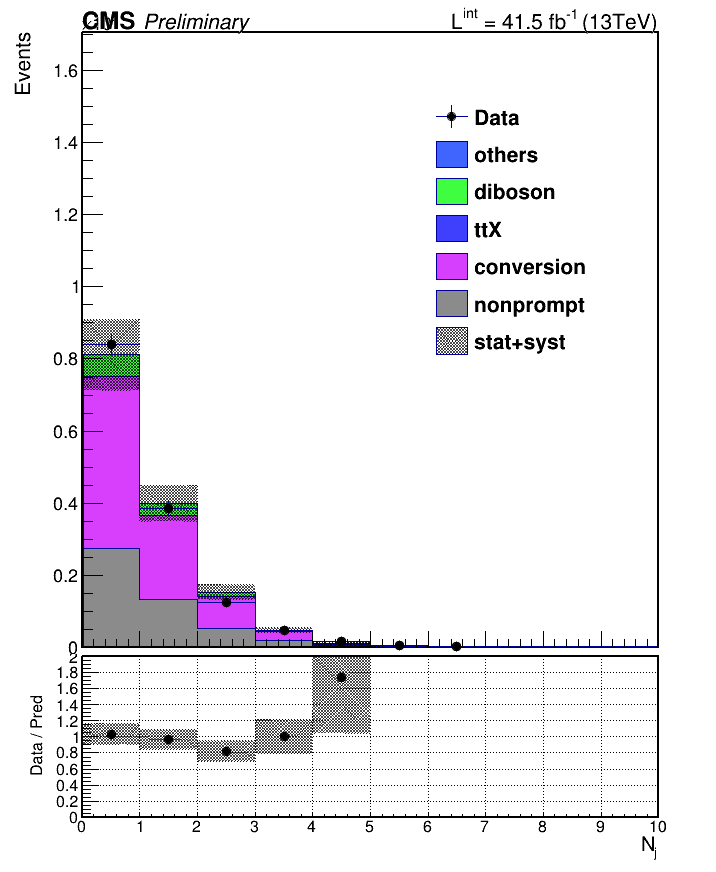 CMS Preliminary L^int = 41.5 fb^-1 (13TeV)
Events
1.6
1.4
1.2
1
0.8
0.6
0.4
0.2
0
Data
others
diboson
ttX
conversion
nonprompt
stat+syst
Data / Pred
2
1.8
1.6
1.4
1.2
1
0.8
0.6
0.4
0.2
0
0 1 2 3 4 5 6 7 8 9 10
N_j